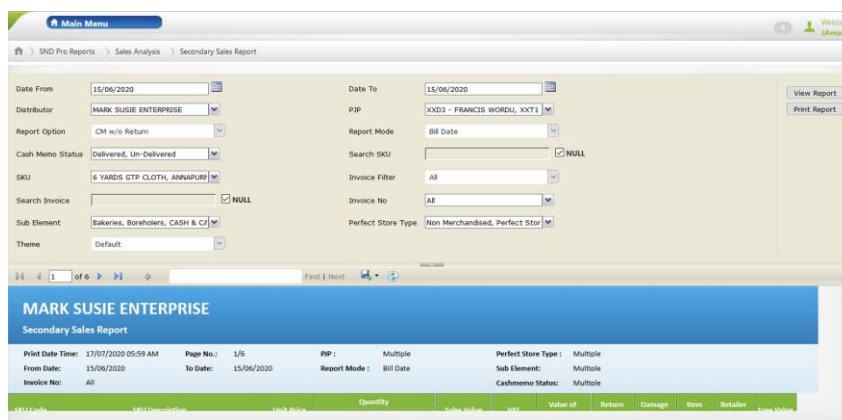 Main Menu
Welco
JAma
SND Pro Reports > Sales Analysis > Secondary Sales Report
Date From 15/06/2020 Date To 15/06/2020 View Report
Distributor MARK SUSIE ENTERPRISE PJP XXD3 - FRANCIS WORDU, XXT1 Print Report
Report Option CM w/o Return Report Mode Bill Date
Cash Memo Status Delivered, Un-Delivered Search SKU NULL
SKU 6 YARDS GTP CLOTH, ANNAPURN Invoice Filter All
Search Invoice NULL Invoice No All
Sub Element Bakeries, Boreholers, CASH & CA Perfect Store Type Non Merchandised, Perfect Stor
Theme Default
1 of 6 Find | Next
MARK SUSIE ENTERPRISE
Secondary Sales Report
Print Date Time: 17/07/2020 05:59 AM Page No.: 1/6 PJP : Multiple Perfect Store Type : Multiple
From Date: 15/06/2020 To Date: 15/06/2020 Report Mode : Bill Date Sub Element: Multiple
Invoice No: All Cashmemo Status: Multiple
SKU Code SKU Description Unit Price Quantity Sales Value VAT Value of Return Damage Item Retailer Free Value